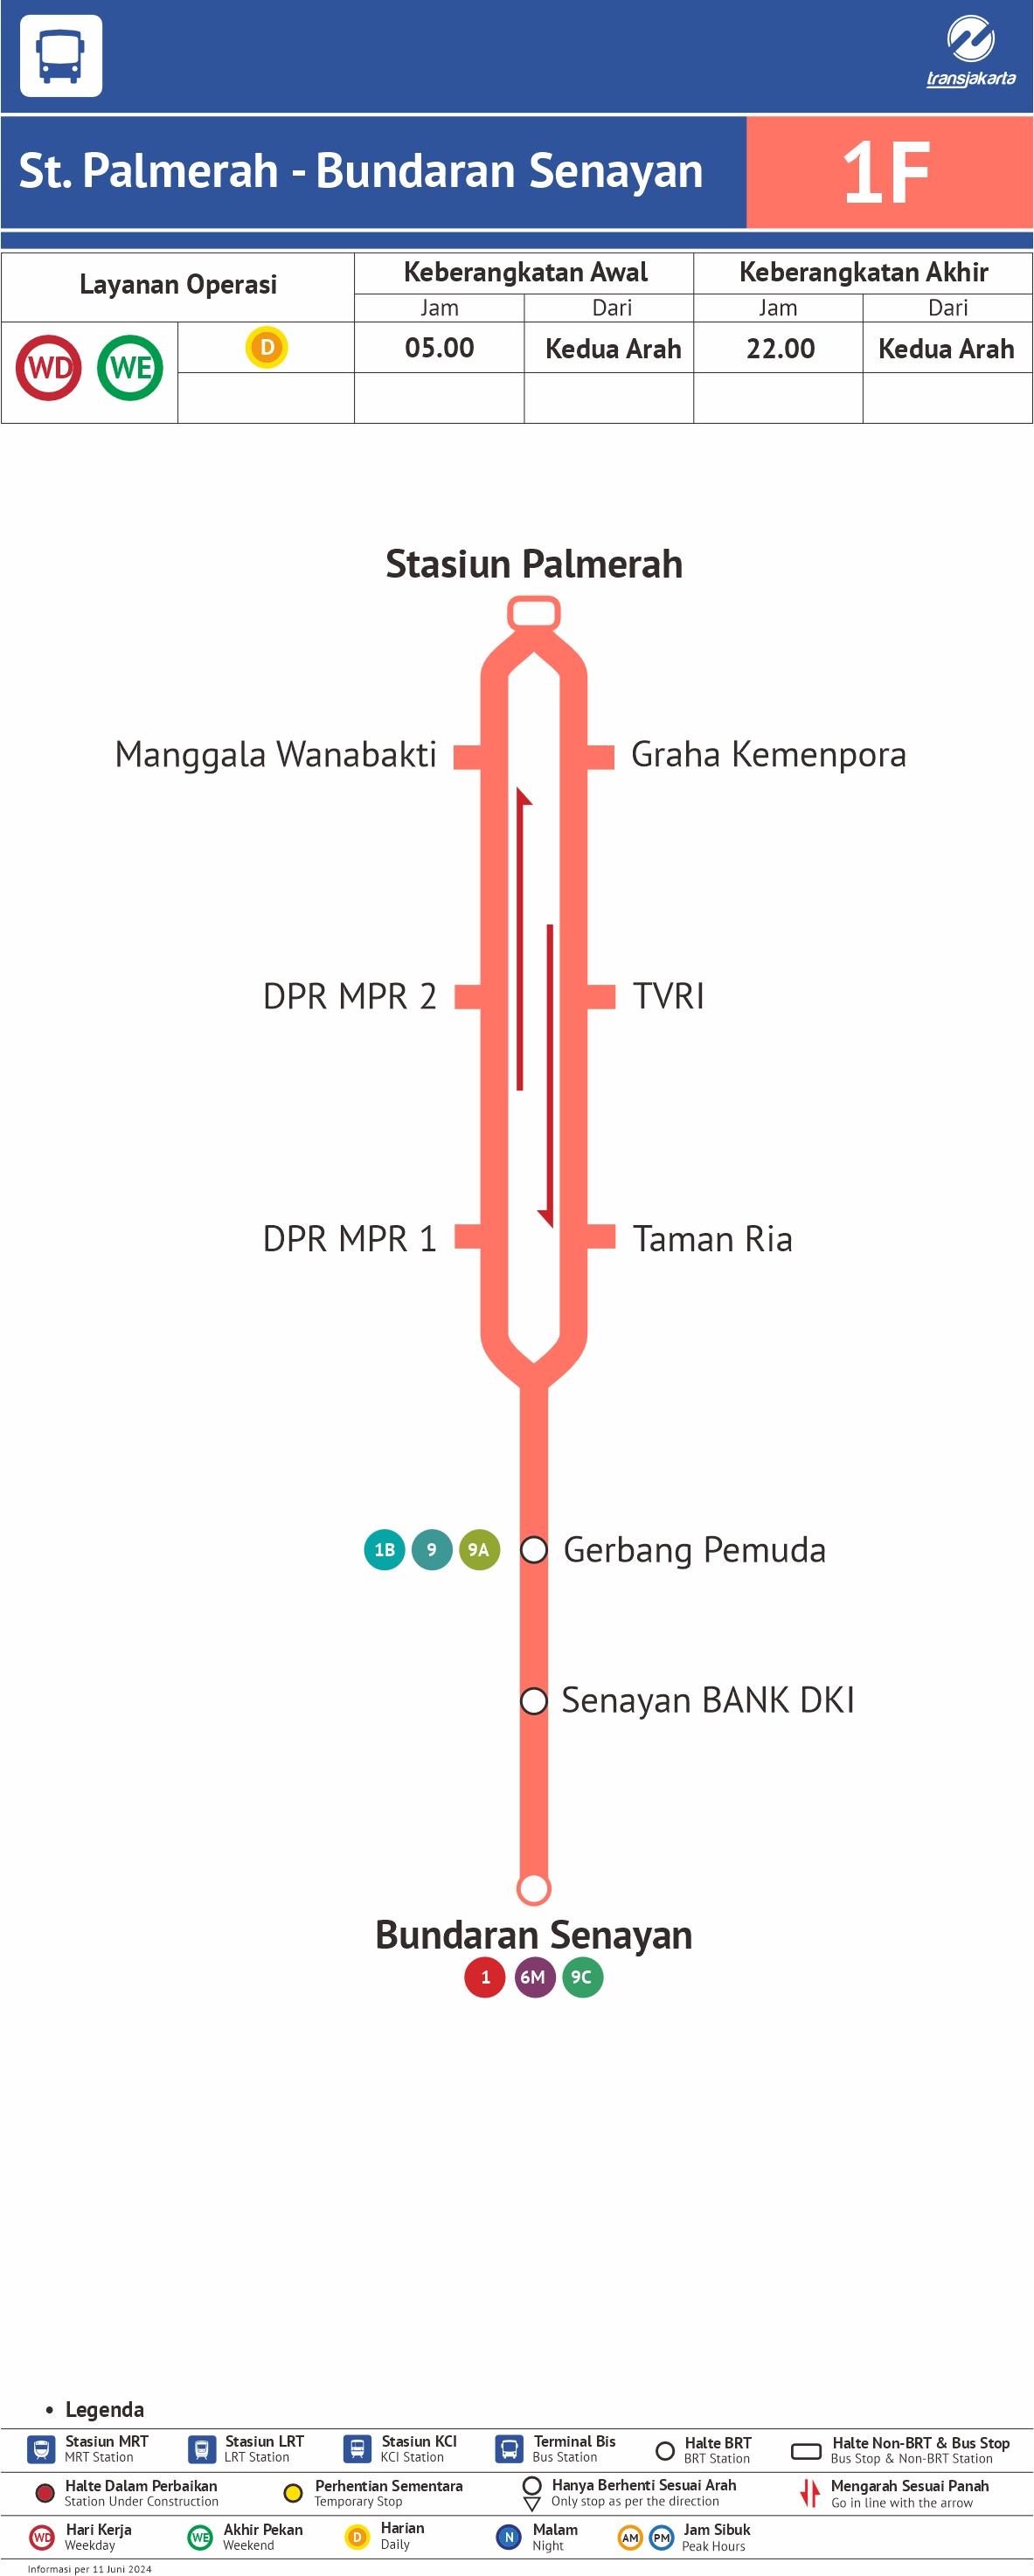 transjakarta
St. Palmerah - Bundaran Senayan
1F
Layanan Operasi
Keberangkatan Awal
Keberangkatan Akhir
Jam
Dari
Jam
Dari
WD
WE
D
05.00
Kedua Arah
22.00
Kedua Arah
Stasiun Palmerah
Manggala Wanabakti
Graha Kemenpora
DPR MPR 2
TVRI
DPR MPR 1
Taman Ria
1B 9 9A
Gerbang Pemuda
Senayan BANK DKI
Bundaran Senayan
1 6M 9C
• Legenda
Stasiun MRT
MRT Station
Stasiun LRT
LRT Station
Stasiun KCI
KCI Station
Terminal Bis
Bus Station
Halte BRT
BRT Station
Halte Non-BRT & Bus Stop
Bus Stop & Non-BRT Station
Halte Dalam Perbaikan
Station Under Construction
Perhentian Sementara
Temporary Stop
Hanya Berhenti Sesuai Arah
Only stop as per the direction
Mengarah Sesuai Panah
Go in line with the arrow
WD
Hari Kerja
Weekday
WE
Akhir Pekan
Weekend
D
Harian
Daily
N
Malam
Night
AM PM
Jam Sibuk
Peak Hours
Informasi per 11 Juni 2024